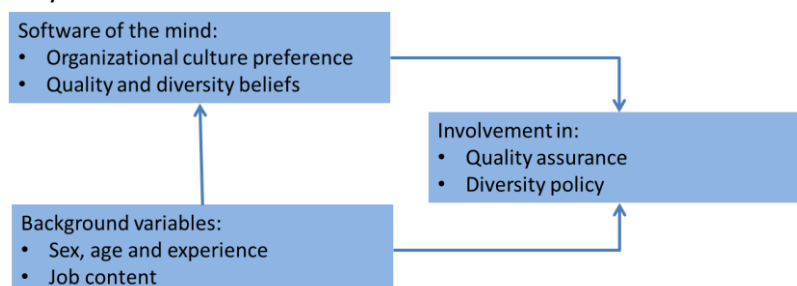 Software of the mind:
• Organizational culture preference
• Quality and diversity beliefs
Involvement in:
• Quality assurance
• Diversity policy
Background variables:
• Sex, age and experience
• Job content